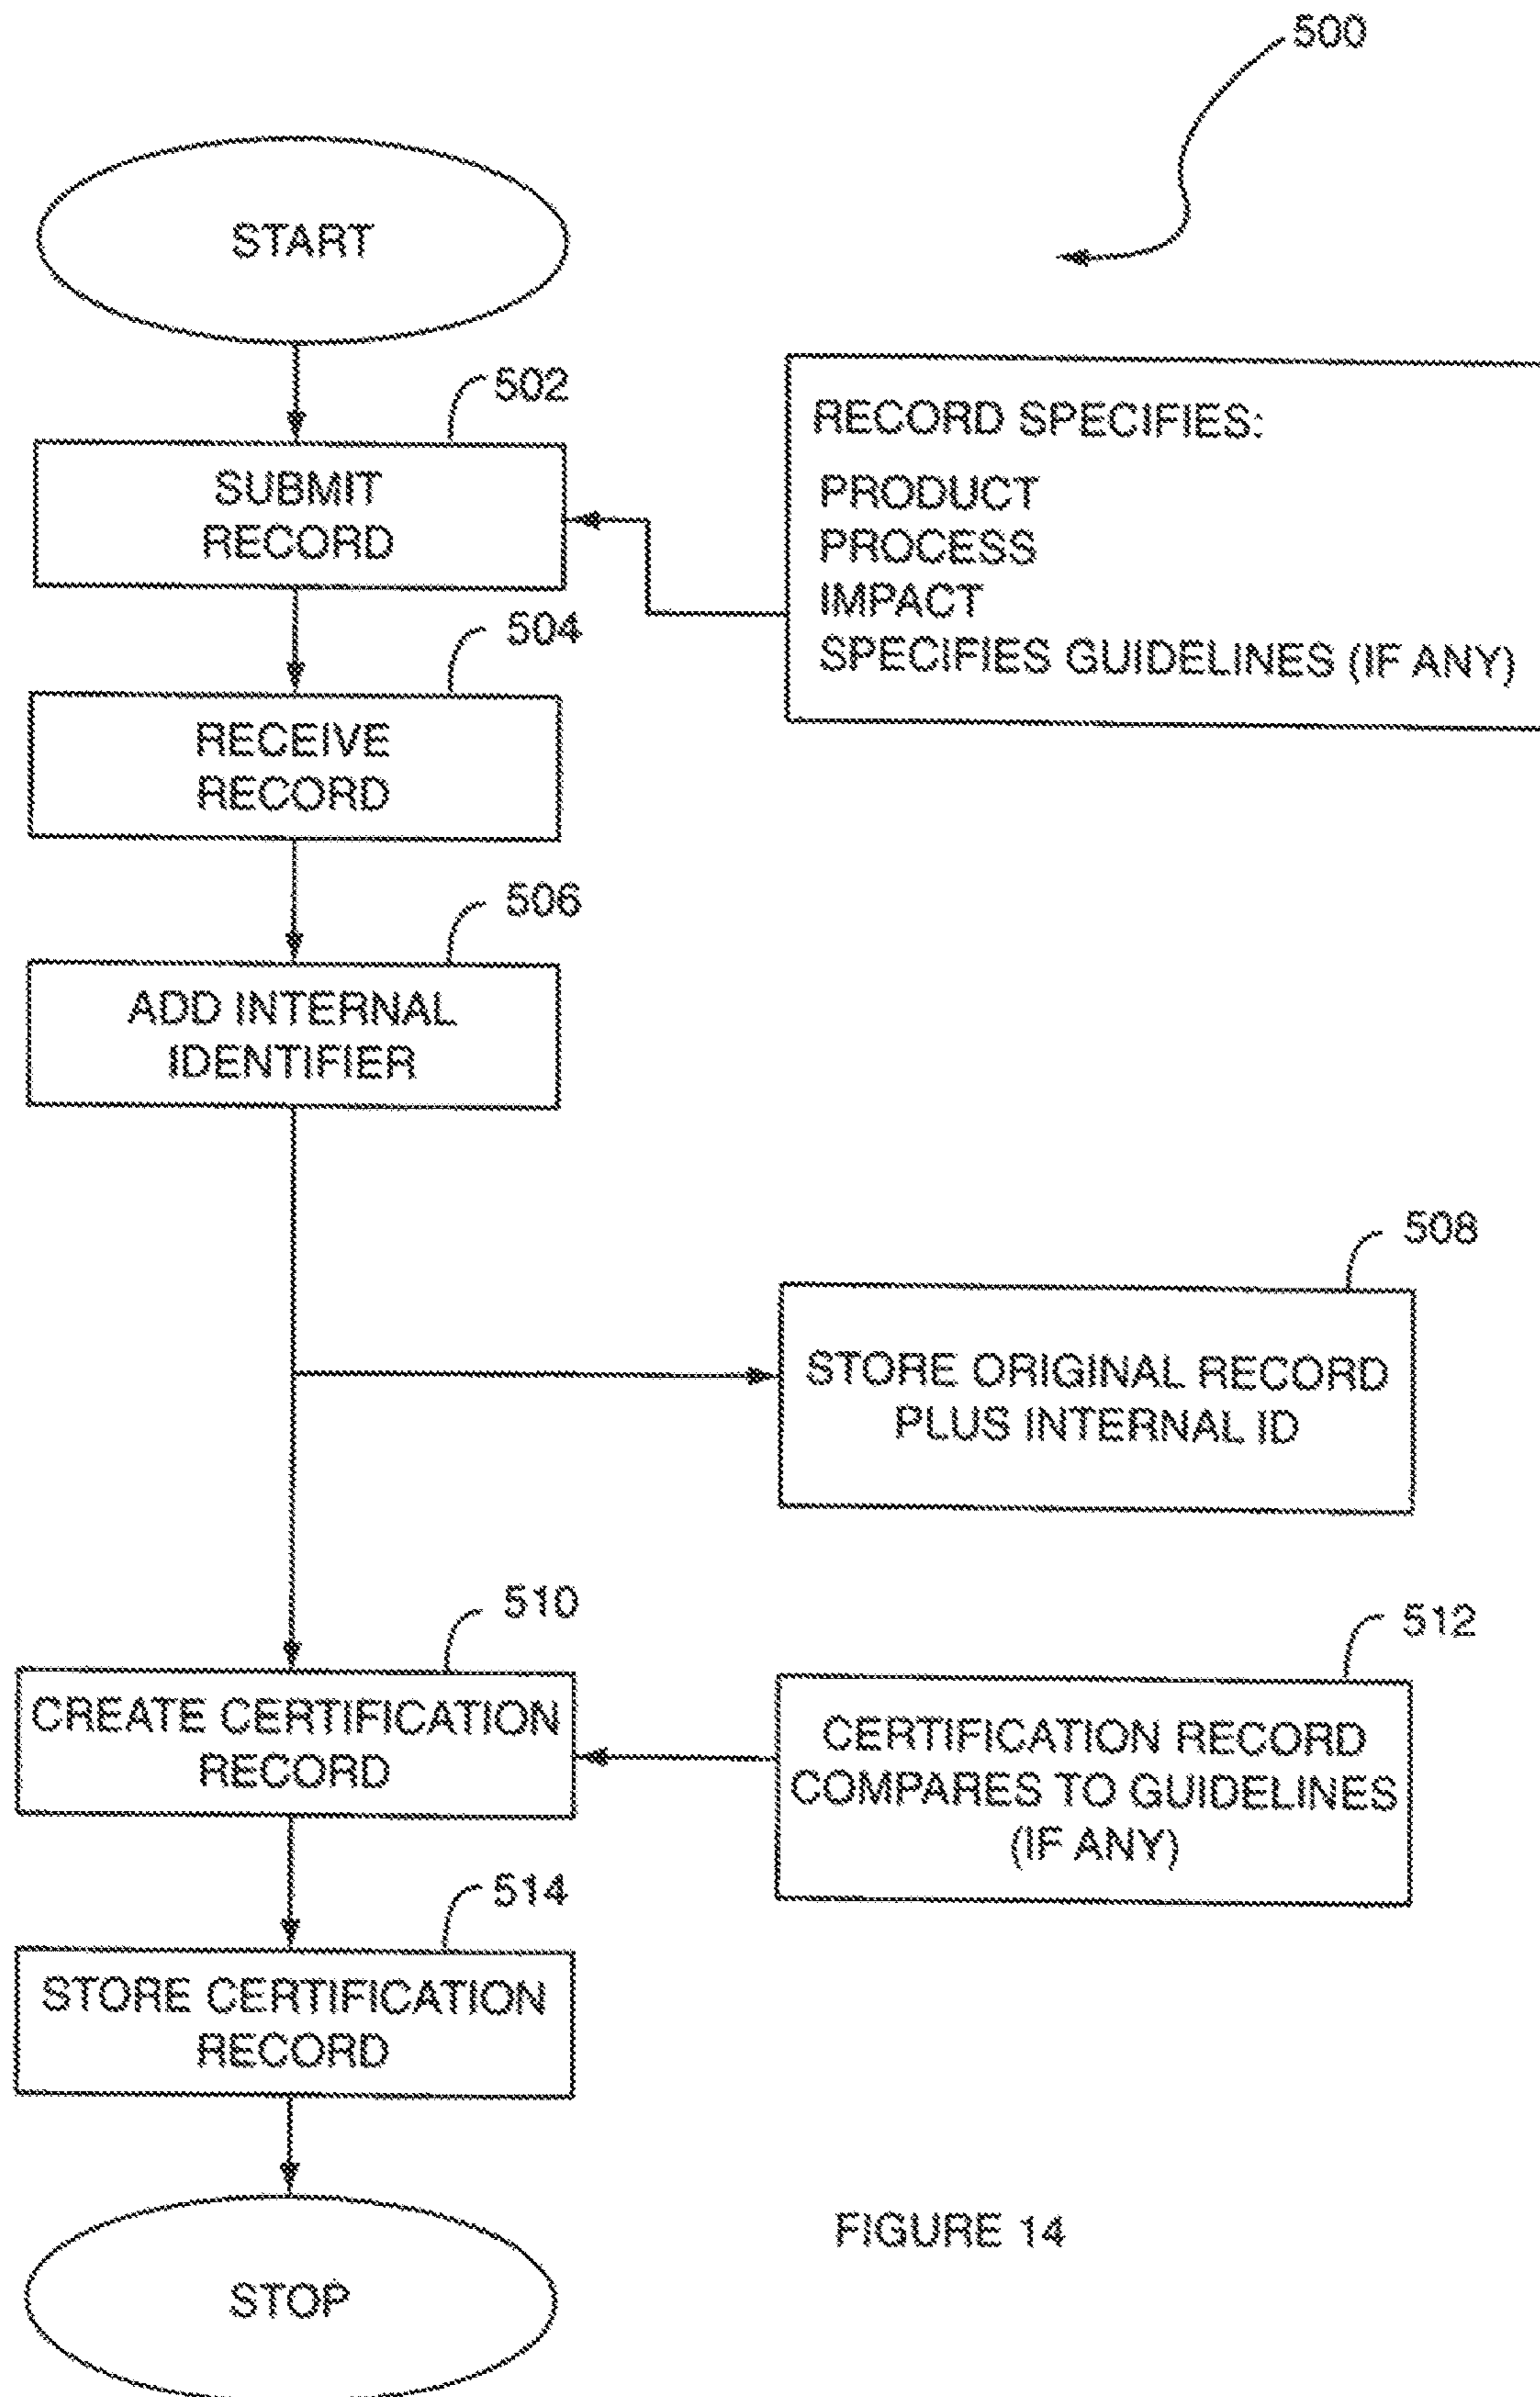 500
START
502
SUBMIT
RECORD
RECORD SPECIFIES:
PRODUCT
PROCESS
IMPACT
SPECIFIES GUIDELINES (IF ANY)
504
RECEIVE
RECORD
506
ADD INTERNAL
IDENTIFIER
508
STORE ORIGINAL RECORD
PLUS INTERNAL ID
510
CREATE CERTIFICATION
RECORD
512
CERTIFICATION RECORD
COMPARES TO GUIDELINES
(IF ANY)
514
STORE CERTIFICATION
RECORD
STOP
FIGURE 14